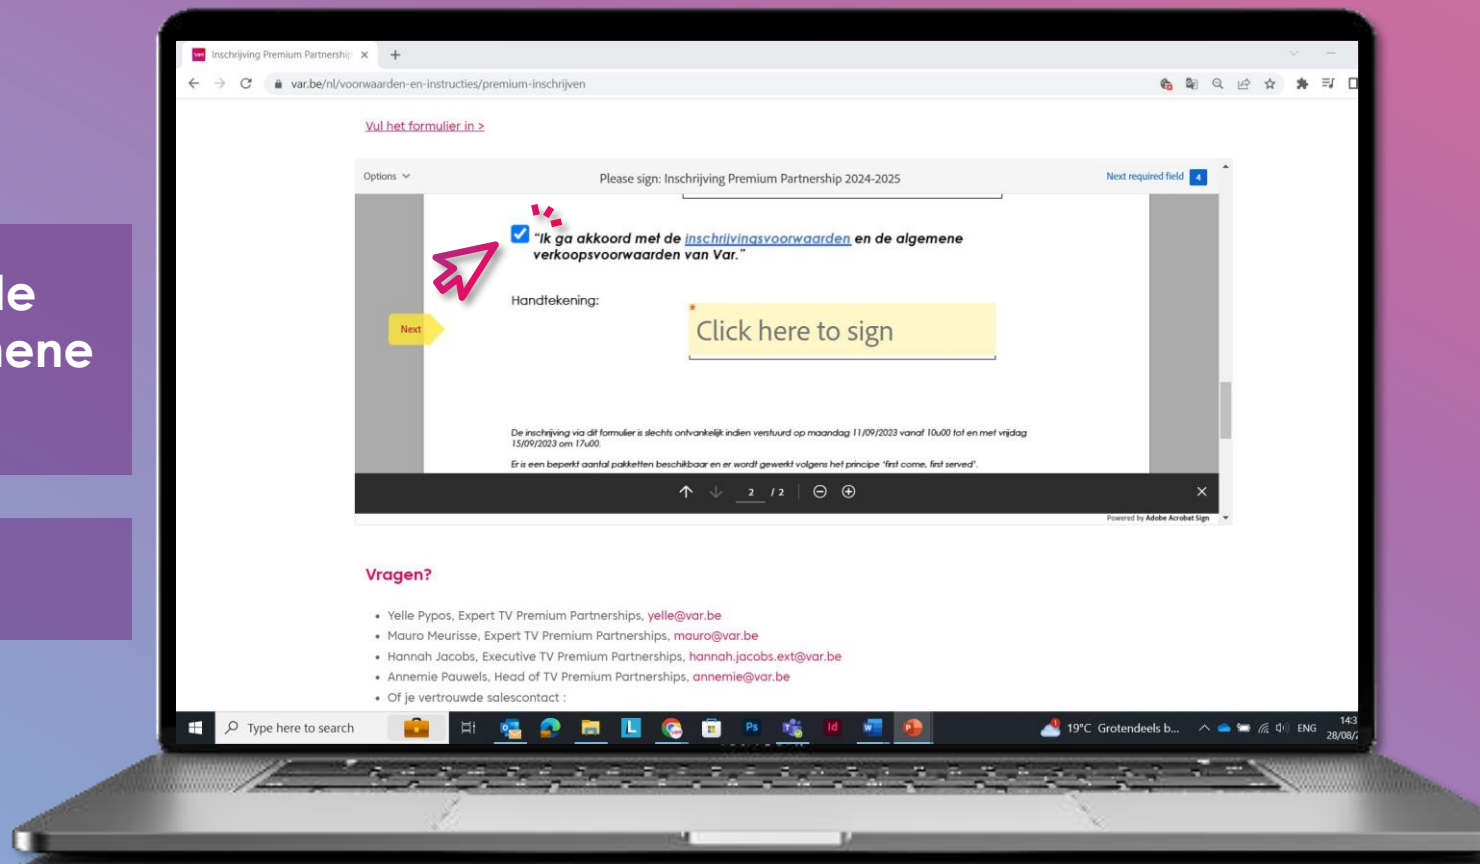 Inschrijving Premium Partnership
var.be/nl/voorwaarden-en-instructies/premium-inschrijven
Vul het formulier in >
Options
Please sign: Inschrijving Premium Partnership 2024-2025
Next required field 4
"Ik ga akkoord met de inschrijvingsvoorwaarden en de algemene
verkoopsvoorwaarden van Var."
Handtekening:
Next
* Click here to sign
De inschrijving via dit formulier is slechts ontvankelijk indien verstuurd op maandag 11/09/2023 vanaf 10u00 tot en met vrijdag
15/09/2023 om 17u00.
Er is een beperkt aantal pakketten beschikbaar en er wordt gewerkt volgens het principe 'first come, first served'.
2 / 2
Powered by Adobe Acrobat Sign
Vragen?
• Yelle Pypos, Expert TV Premium Partnerships, yelle@var.be
• Mauro Meurisse, Expert TV Premium Partnerships, mauro@var.be
• Hannah Jacobs, Executive TV Premium Partnerships, hannah.jacobs.ext@var.be
• Annemie Pauwels, Head of TV Premium Partnerships, annemie@var.be
• Of je vertrouwde salescontact :
Type here to search
L
Ps
Id
19°C Grotendeels b...
ENG
14:3
28/08/2